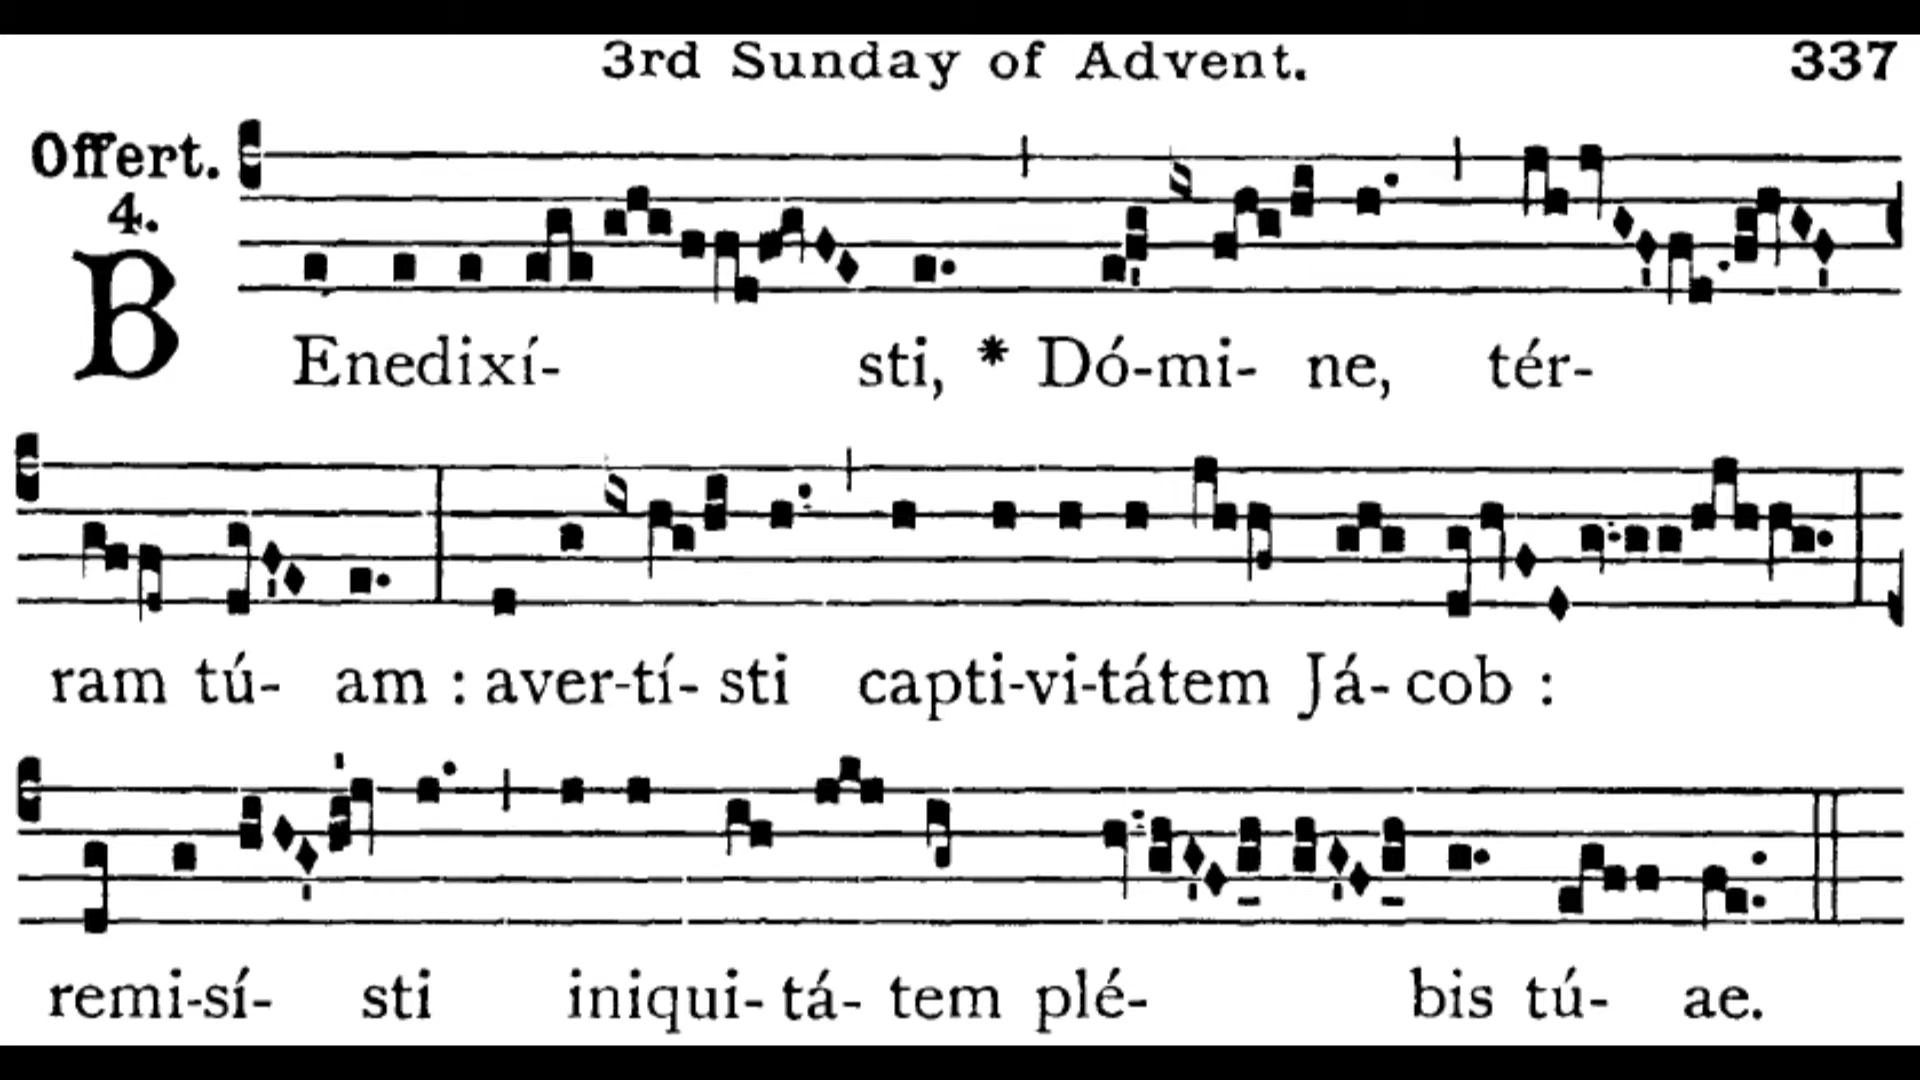 3rd Sunday of Advent. 337
Offert.
4.
BEnedixí- sti, * Dó-mi- ne, tér-
ram tú- am : aver-tí- sti capti-vi-tátem Já- cob :
remi-sí- sti iniqui- tá- tem plé- bis tú- ae.